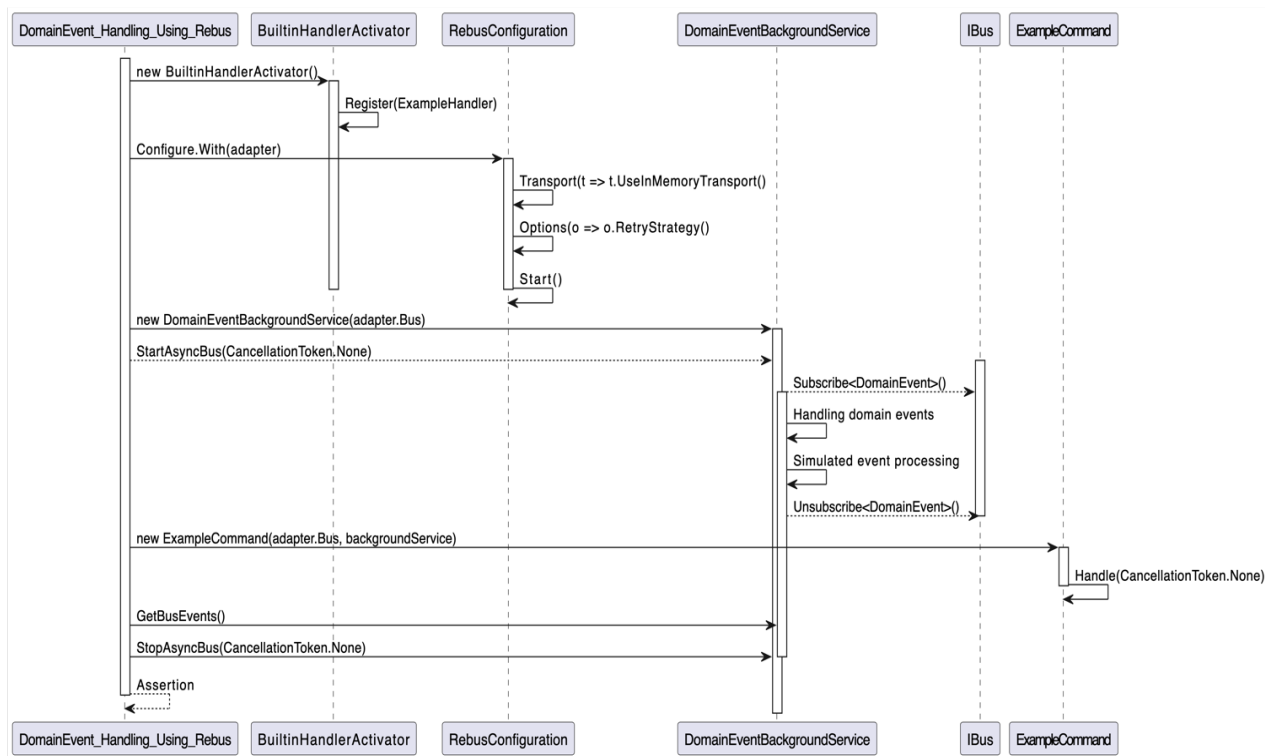 DomainEvent_Handling_Using_Rebus
BuiltinHandlerActivator
RebusConfiguration
DomainEventBackgroundService
IBus
ExampleCommand
new BuiltinHandlerActivator()
Register(ExampleHandler)
Configure.With(adapter)
Transport(t => t.UseInMemoryTransport()
Options(o => o.RetryStrategy()
Start()
new DomainEventBackgroundService(adapter.Bus)
StartAsyncBus(CancellationToken.None)
Subscribe<DomainEvent>()
Handling domain events
Simulated event processing
Unsubscribe<DomainEvent>()
new ExampleCommand(adapter.Bus, backgroundService)
Handle(CancellationToken.None)
GetBusEvents()
StopAsyncBus(CancellationToken.None)
Assertion
DomainEvent_Handling_Using_Rebus
BuiltinHandlerActivator
RebusConfiguration
DomainEventBackgroundService
IBus
ExampleCommand